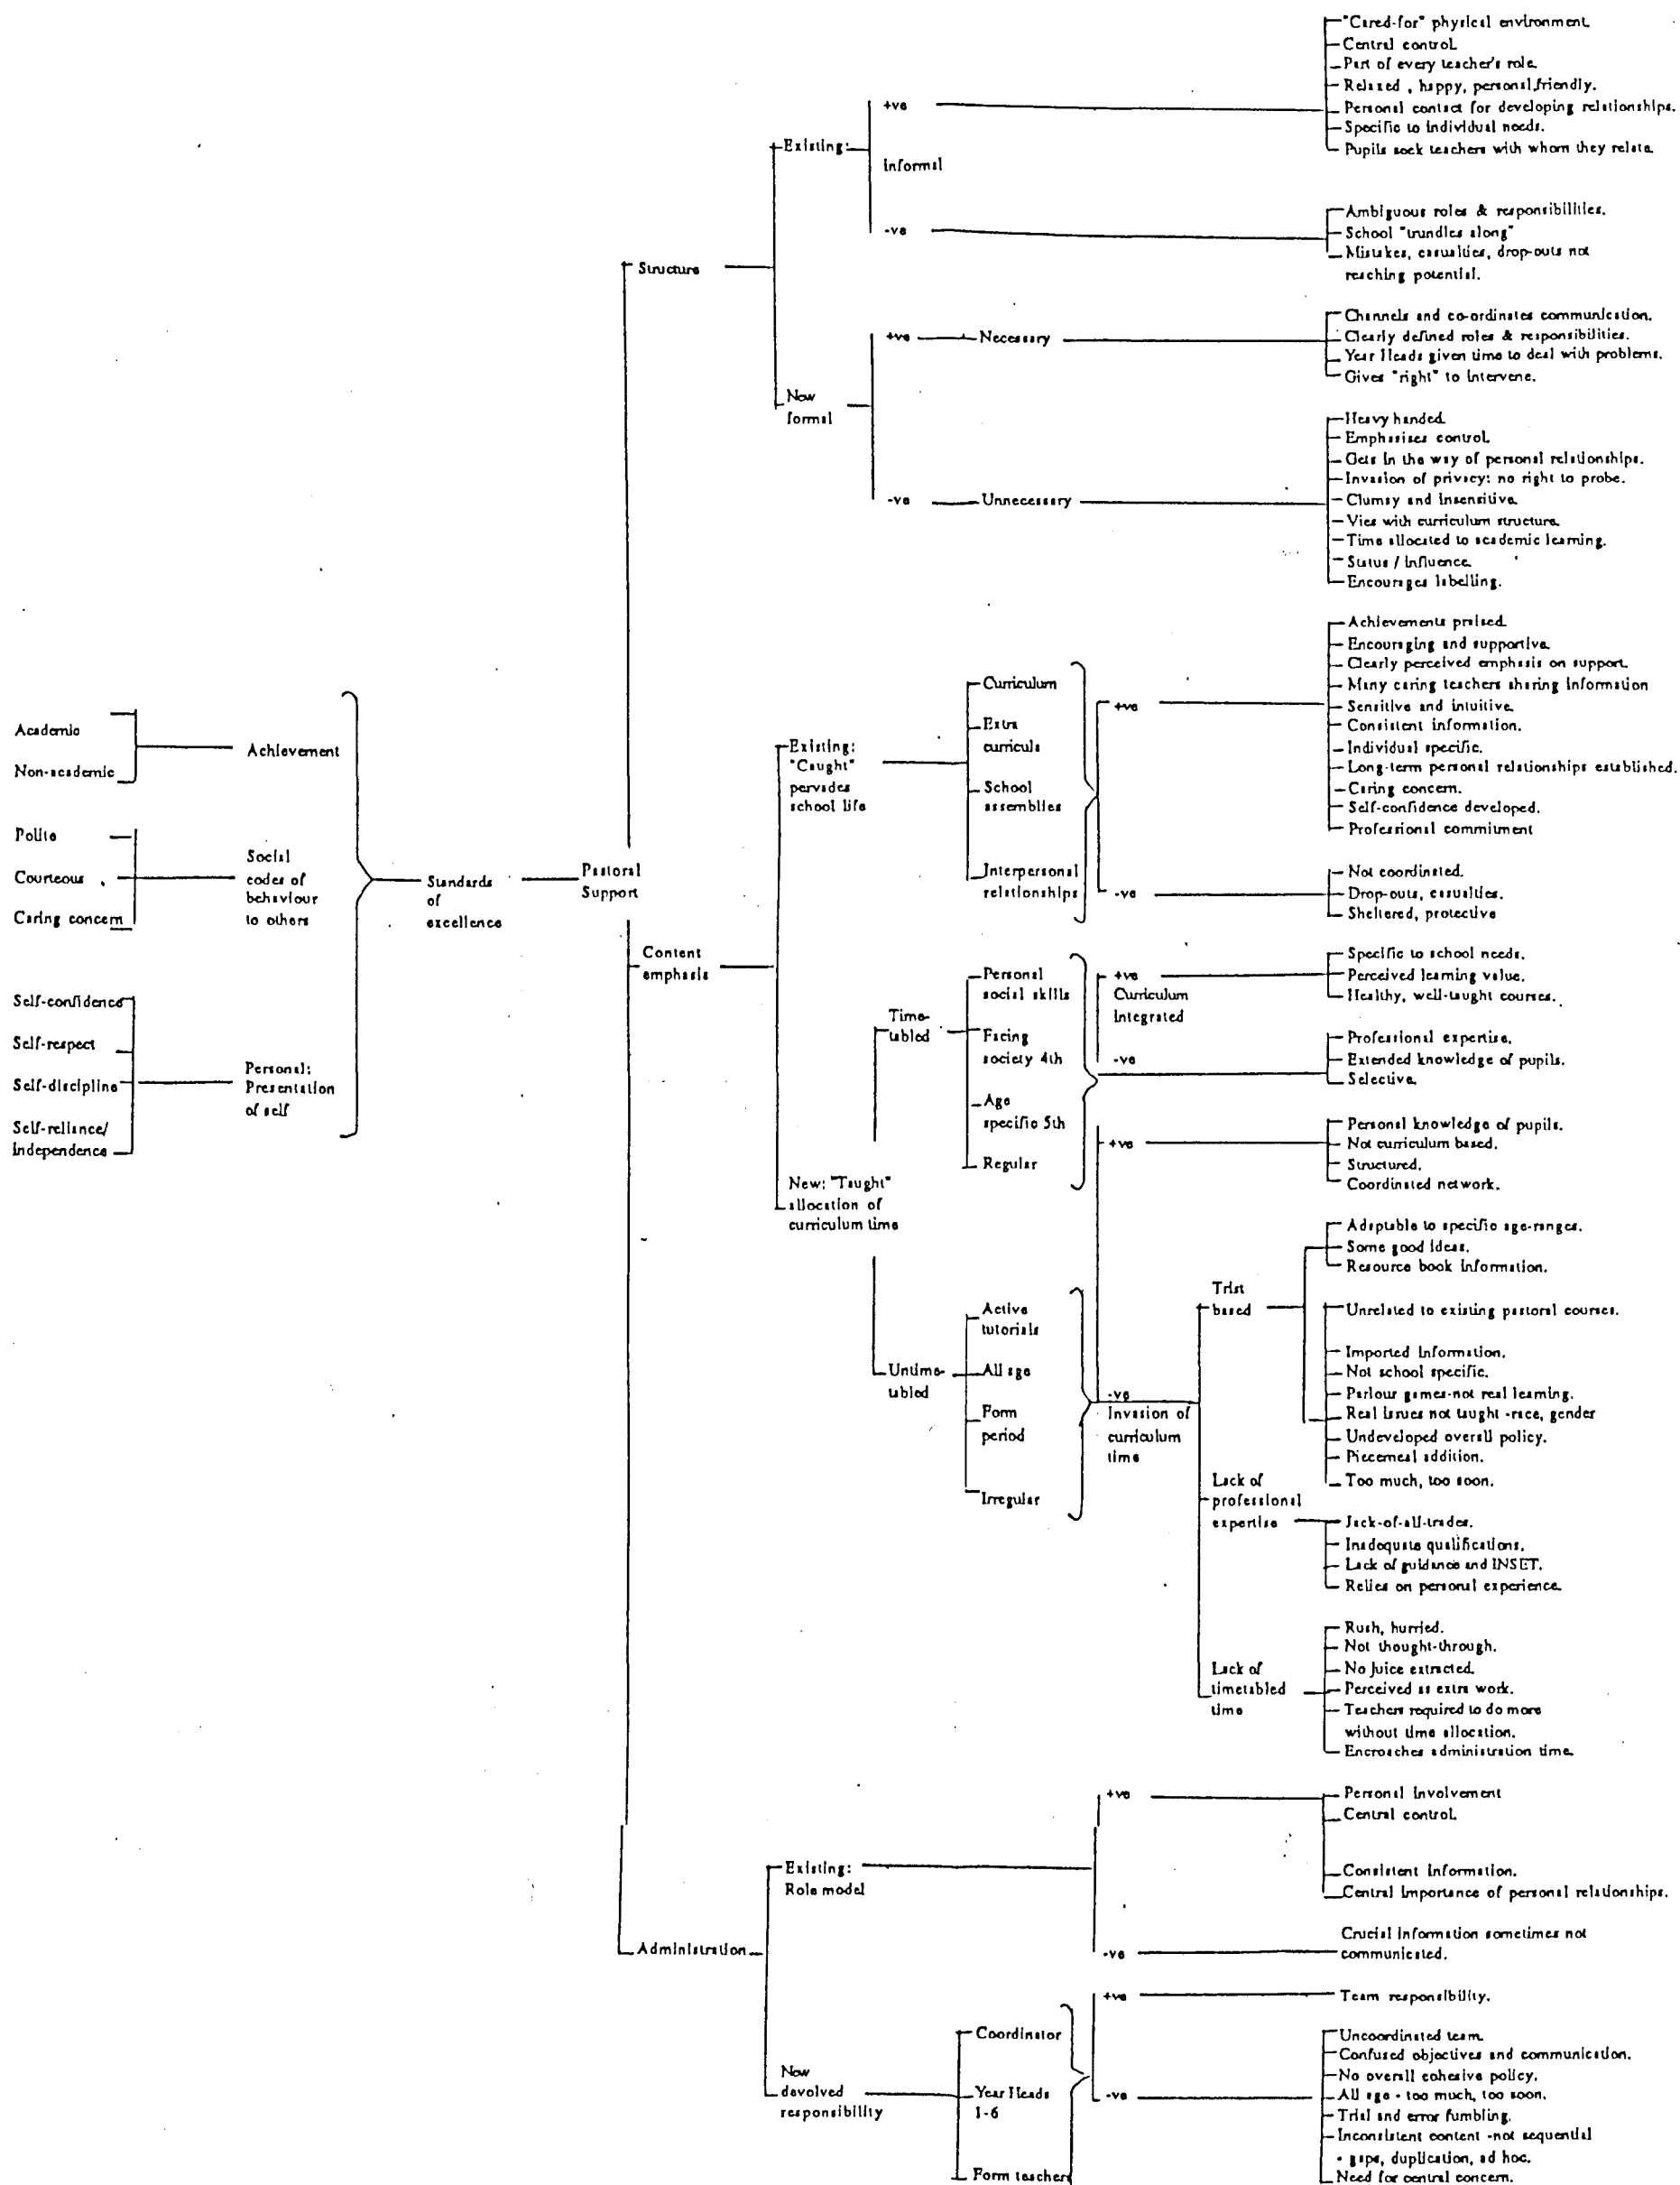 Academic
Non-academic
Achievement
Polite
Courteous
Caring concern
Social
codes of
behaviour
to others
Self-confidence
Self-respect
Self-discipline
Self-reliance/
Independence
Personal:
Presentation
of self
Standards
of
excellence
Pastoral
Support
Structure
Existing:
informal
+ve
"Cared-for" physical environment.
Central control.
Part of every teacher's role.
Relaxed , happy, personal,friendly.
Personal contact for developing relationships.
Specific to individual needs.
Pupils seek teachers with whom they relate.
-ve
Ambiguous roles & responsibilities.
School "trundles along"
Mistakes, casualties, drop-outs not
reaching potential.
New
formal
+ve
Necessary
Channels and co-ordinates communication.
Clearly defined roles & responsibilities.
Year Heads given time to deal with problems.
Gives "right" to intervene.
-ve
Unnecessary
Heavy handed.
Emphasises control.
Gets in the way of personal relationships.
Invasion of privacy: no right to probe.
Clumsy and insensitive.
Vies with curriculum structure.
Time allocated to academic learning.
Status / influence.
Encourages labelling.
Content
emphasis
Existing:
"Caught"
pervades
school life
Curriculum
Extra
curricula
School
assemblies
Interpersonal
relationships
+ve
Achievements praised.
Encouraging and supportive.
Clearly perceived emphasis on support.
Many caring teachers sharing information
Sensitive and intuitive.
Consistent information.
Individual specific.
Long-term personal relationships established.
Caring concern.
Self-confidence developed.
Professional commitment
-ve
Not coordinated.
Drop-outs, casualties.
Sheltered, protective
New: "Taught"
allocation of
curriculum time
Time-
tabled
Personal
social skills
Facing
society 4th
Age
specific 5th
Regular
+ve
Curriculum
Integrated
Specific to school needs.
Perceived learning value.
Healthy, well-taught courses.
-ve
Professional expertise.
Extended knowledge of pupils.
Selective.
Untime-
tabled
Active
tutorials
All age
Form
period
Irregular
+ve
Personal knowledge of pupils.
Not curriculum based.
Structured.
Coordinated network.
-ve
Invasion of
curriculum
time
Trist
based
Adaptable to specific age-ranges.
Some good ideas.
Resource book information.
Unrelated to existing pastoral courses.
Imported information.
Not school specific.
Parlour games-not real learning.
Real issues not taught -race, gender
Undeveloped overall policy.
Piecemeal addition.
Too much, too soon.
Lack of
professional
expertise
Jack-of-all-trades.
Inadequate qualifications.
Lack of guidance and INSET.
Relies on personal experience.
Lack of
timetabled
time
Rush, hurried.
Not thought-through.
No juice extracted.
Perceived as extra work.
Teachers required to do more
without time allocation.
Encroaches administration time.
Administration
Existing:
Role model
+ve
Personal involvement
Central control.
Consistent information.
Central importance of personal relationships.
-ve
Crucial information sometimes not
communicated.
New
devolved
responsibility
Coordinator
Year Heads
1-6
Form teachers
+ve
Team responsibility.
-ve
Uncoordinated team.
Confused objectives and communication.
No overall cohesive policy.
All age - too much, too soon.
Trial and error fumbling.
Inconsistent content -not sequential
- gaps, duplication, ad hoc.
Need for central concern.